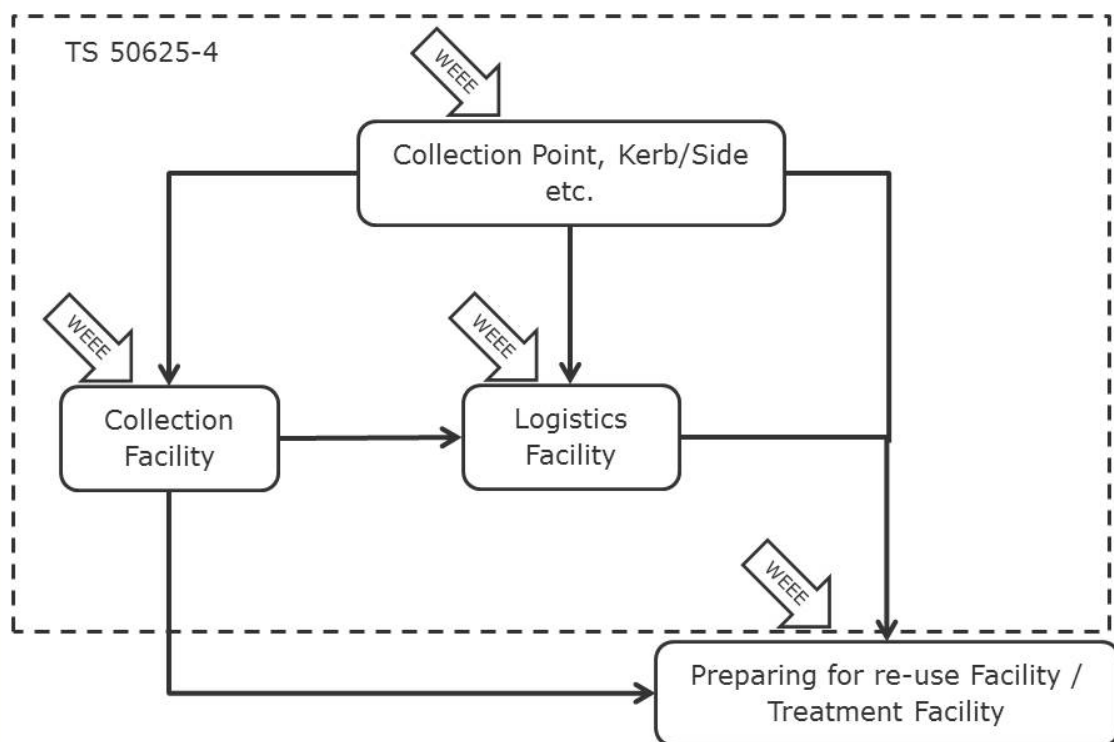 TS 50625-4
WEEE
Collection Point, Kerb/Side
etc.
WEEE
WEEE
Collection
Facility
Logistics
Facility
WEEE
Preparing for re-use Facility /
Treatment Facility